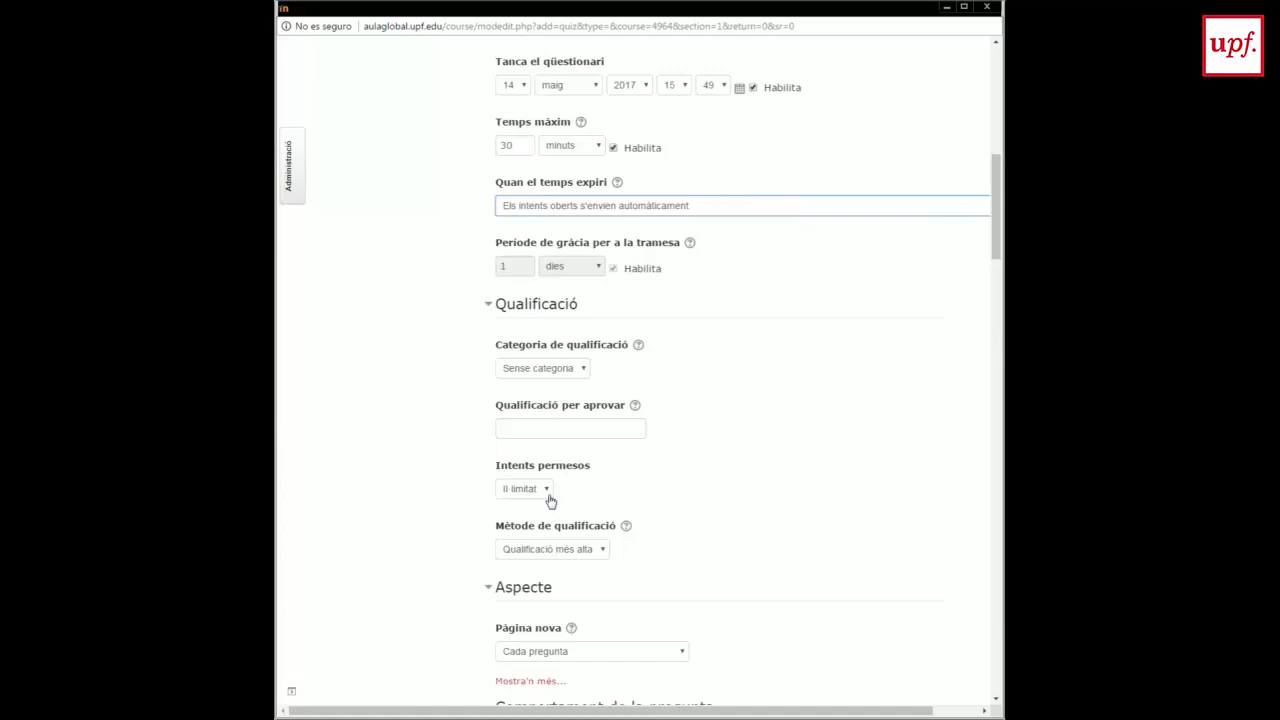 No es seguro aulaglobal.upf.edu/course/modedit.php?add=quiz&type=&course=4964&section=1&return=0&sr=0
upf.
Tanca el qüestionari
14 maig 2017 15 49 Habilita
Administració
Temps màxim
30 minuts Habilita
Quan el temps expiri
Els intents oberts s'envien automàticament
Període de gràcia per a la tramesa
1 dies Habilita
Qualificació
Categoria de qualificació
Sense categoria
Qualificació per aprovar
Intents permesos
Il·limitat
Mètode de qualificació
Qualificació més alta
Aspecte
Pàgina nova
Cada pregunta
Mostra'n més...
Comportament de la pregunta